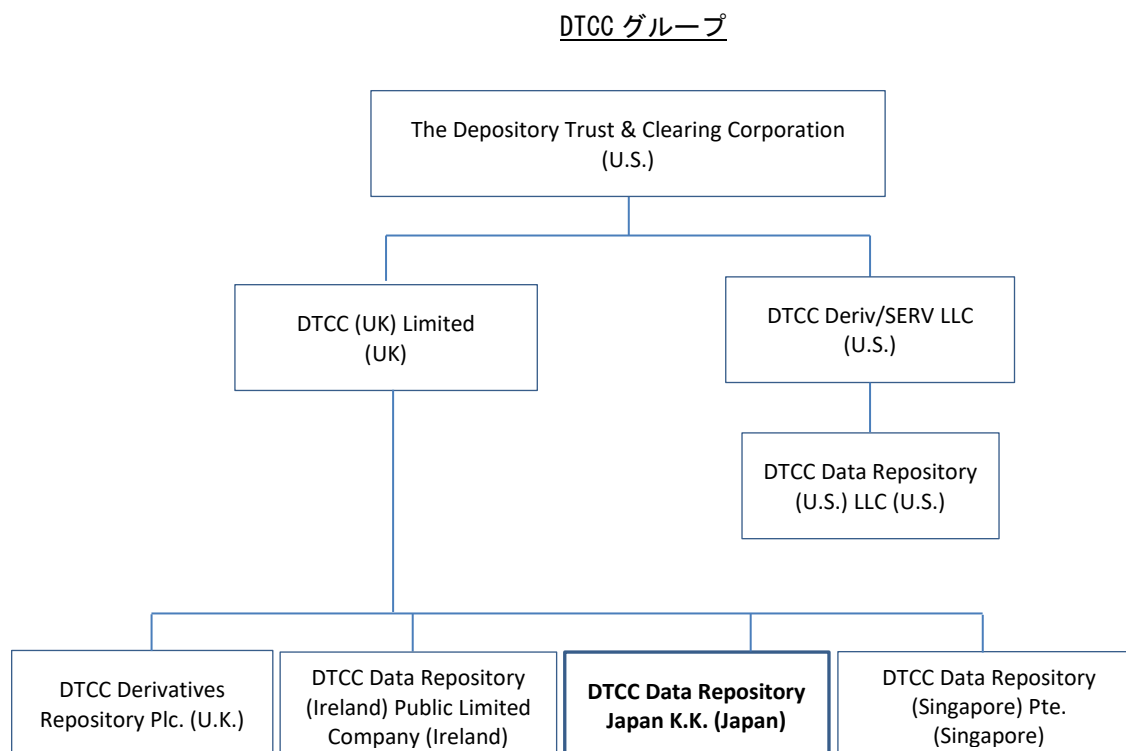 DTCC グループ
The Depository Trust & Clearing Corporation
(U.S.)
DTCC (UK) Limited
(UK)
DTCC Deriv/SERV LLC
(U.S.)
DTCC Data Repository
(U.S.) LLC (U.S.)
DTCC Derivatives
Repository Plc. (U.K.)
DTCC Data Repository
(Ireland) Public Limited
Company (Ireland)
DTCC Data Repository
Japan K.K. (Japan)
DTCC Data Repository
(Singapore) Pte.
(Singapore)